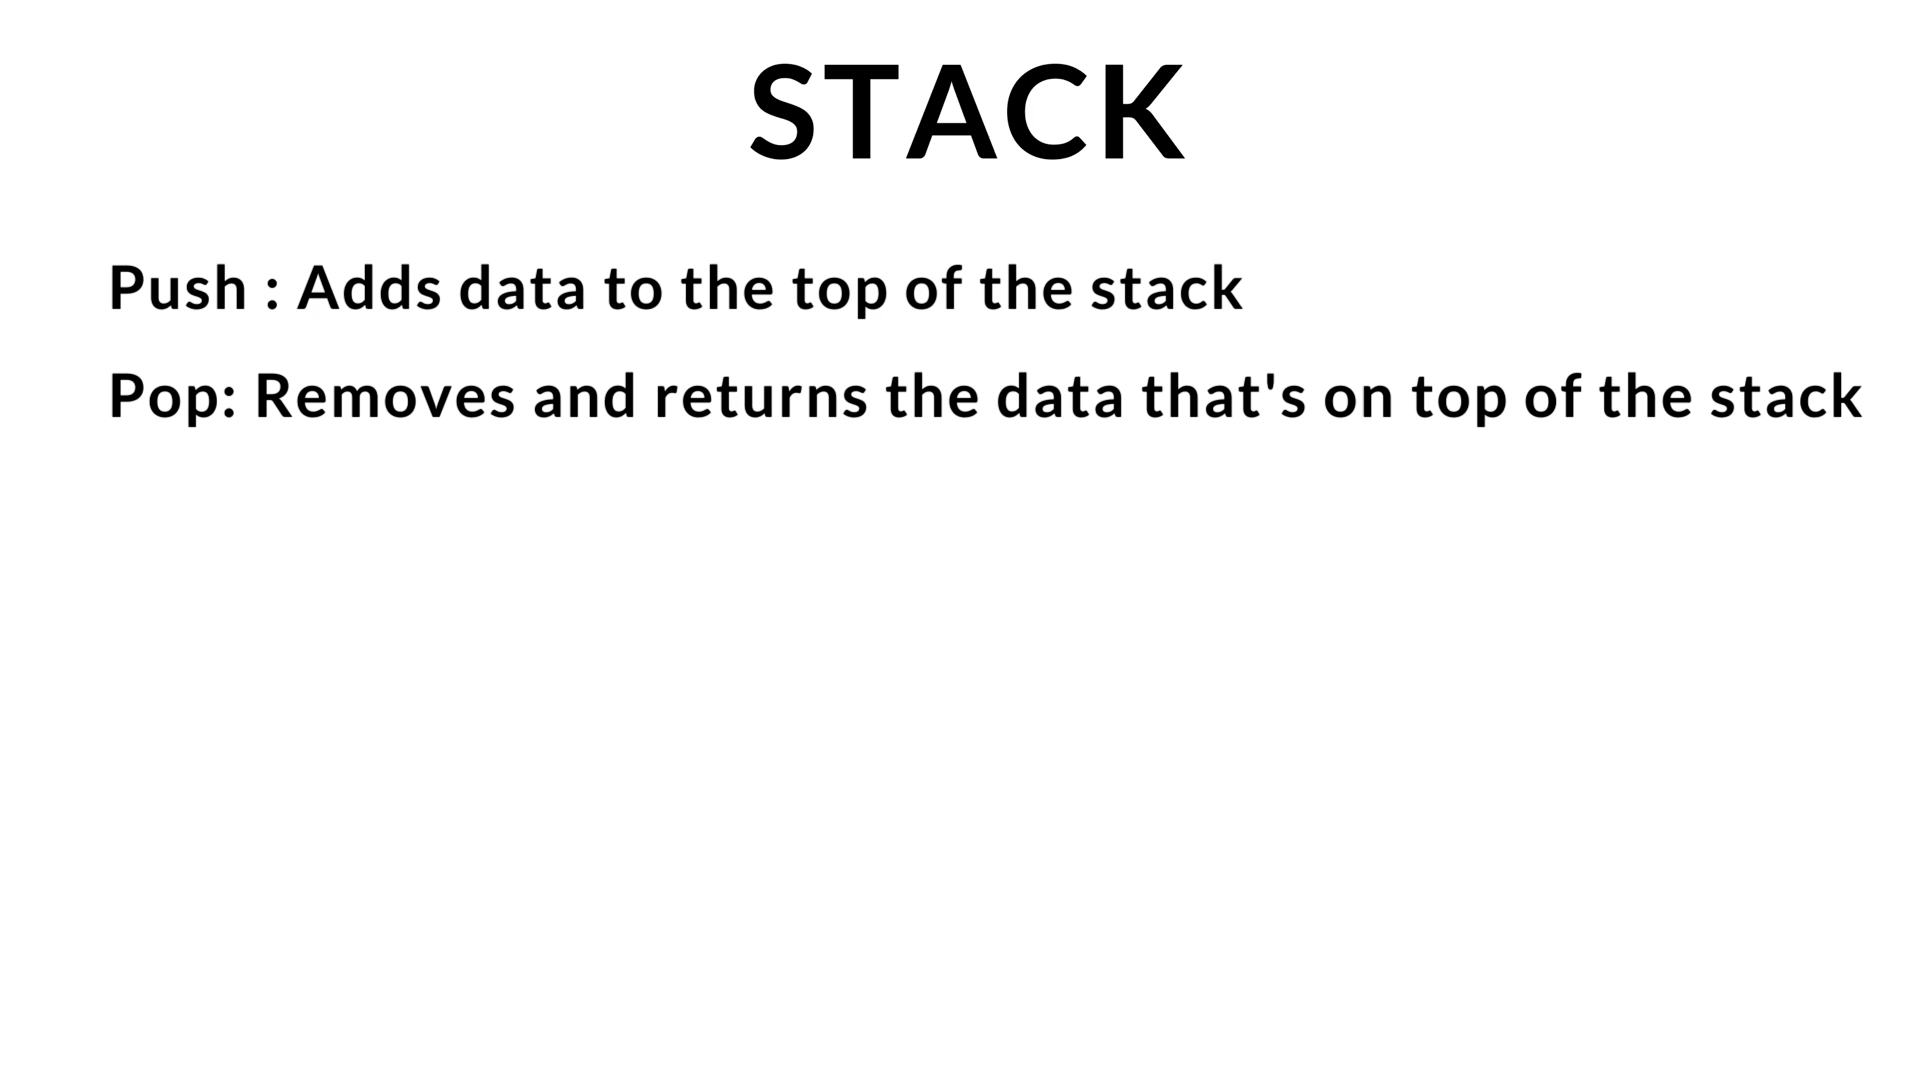 STACK
Push : Adds data to the top of the stack
Pop: Removes and returns the data that's on top of the stack